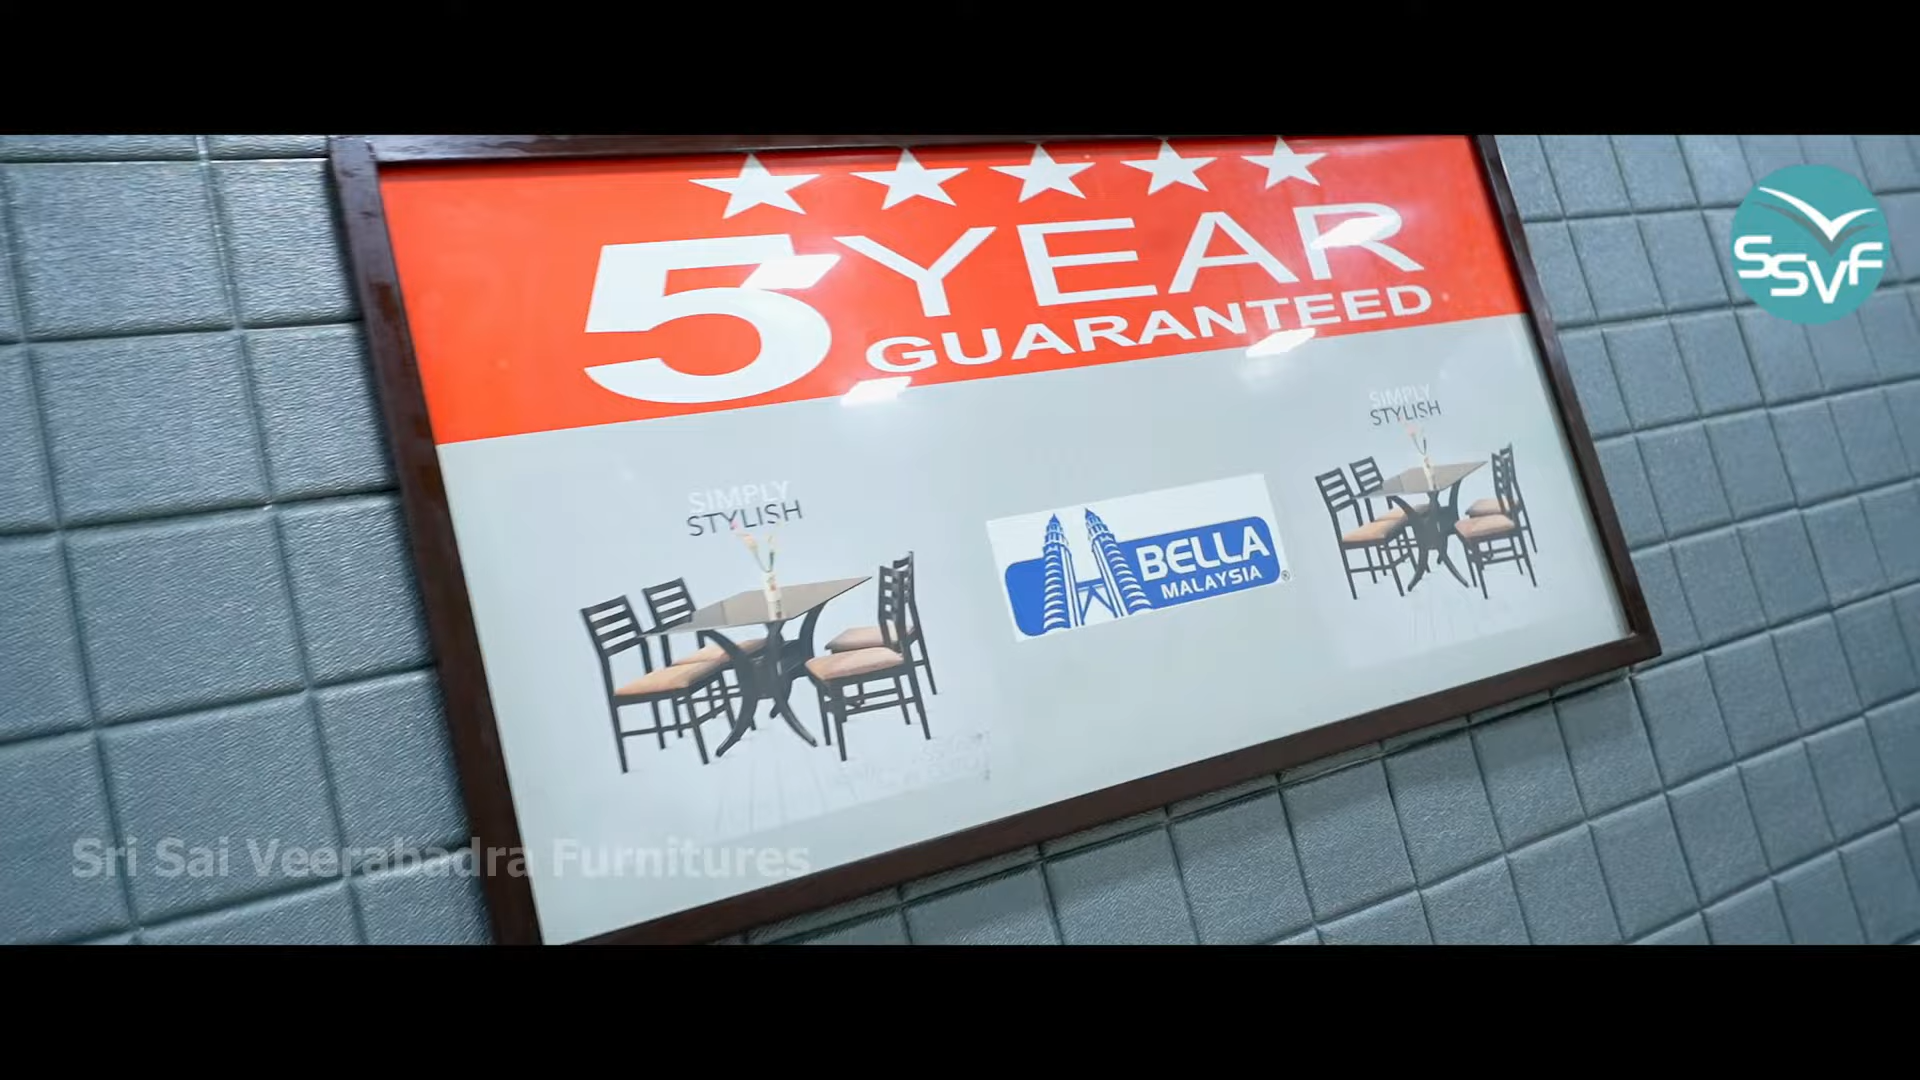 5 YEAR
GUARANTEED
SSVF
SIMPLY
STYLISH
SIMPLY
STYLISH
BELLA
MALAYSIA
®
Sri Sai Veerabadra Furnitures